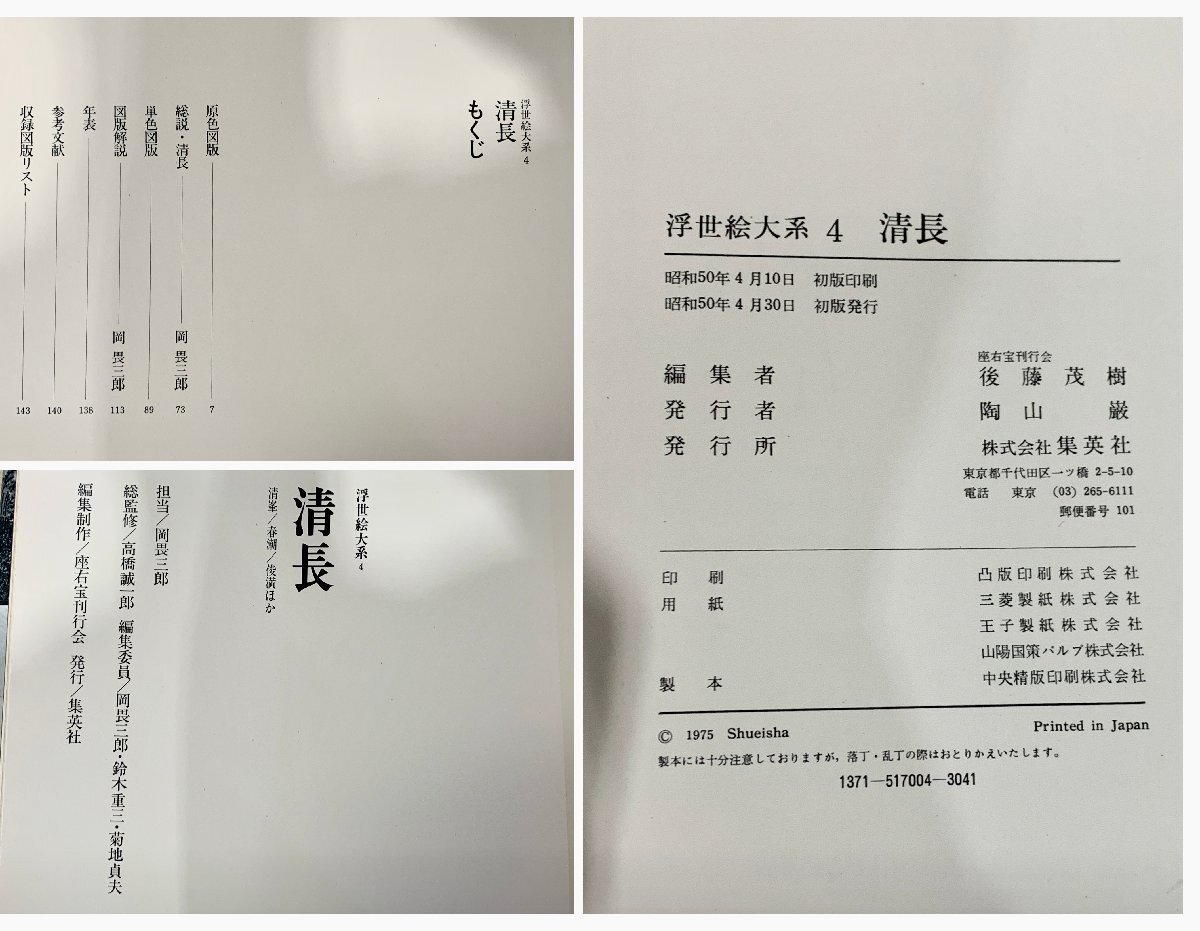 浮世絵大系 4
清長
もくじ
原色図版 7
総説・清長 岡 畏三郎 73
単色図版 89
図版解説 岡 畏三郎 113
年表 138
参考文献 140
収録図版リスト 143
浮世絵大系 4
清長
清峯／春潮／俊満ほか
担当／岡畏三郎
総監修／高橋誠一郎 編集委員／岡畏三郎・鈴木重三・菊地貞夫
編集制作／座右宝刊行会 発行／集英社
浮世絵大系 4 清長
昭和50年4月10日 初版印刷
昭和50年4月30日 初版発行
座右宝刊行会
編集者 後藤茂樹
発行者 陶山巌
発行所 株式会社集英社
東京都千代田区一ッ橋 2-5-10
電話 東京 (03) 265-6111
郵便番号 101
印刷 凸版印刷株式会社
用紙 三菱製紙株式会社
王子製紙株式会社
山陽国策パルプ株式会社
製本 中央精版印刷株式会社
© 1975 Shueisha Printed in Japan
製本には十分注意しておりますが，落丁・乱丁の際はおとりかえいたします。
1371—517004—3041